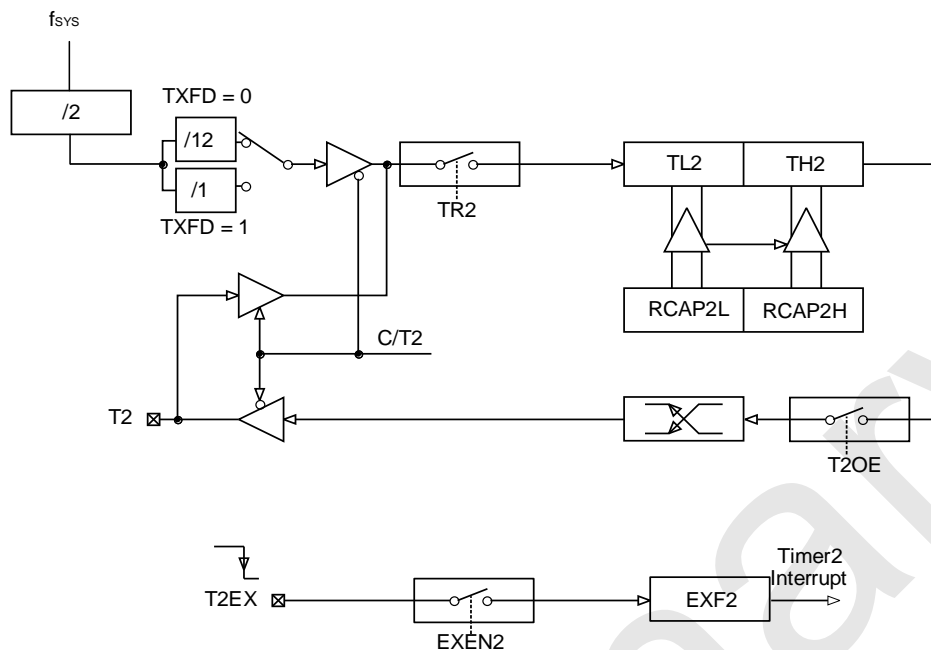 fSYS
/2
TXFD = 0
/12
/1
TXFD = 1
TR2
TL2
TH2
RCAP2L
RCAP2H
C/T2
T2
T2OE
T2EX
EXEN2
EXF2
Timer2
Interrupt